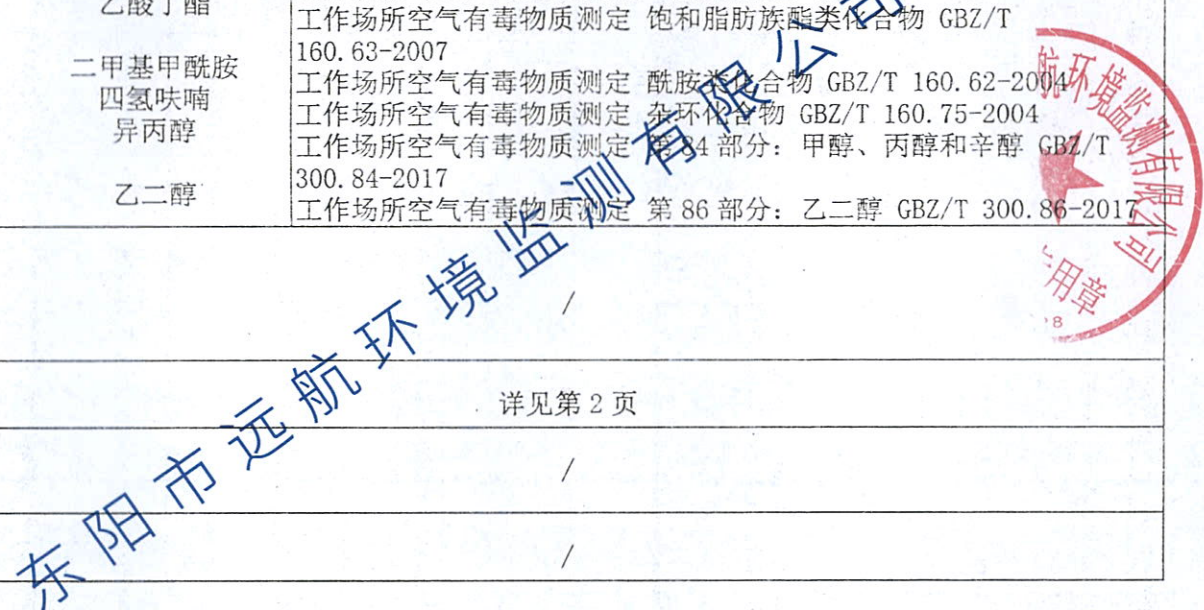 乙酸丁酯
工作场所空气有毒物质测定 饱和脂肪族酯类化合物 GBZ/T
160.63-2007
二甲基甲酰胺
工作场所空气有毒物质测定 酰胺类化合物 GBZ/T 160.62-2004
四氢呋喃
工作场所空气有毒物质测定 杂环化合物 GBZ/T 160.75-2004
异丙醇
工作场所空气有毒物质测定 第 84 部分：甲醇、丙醇和辛醇 GBZ/T
300.84-2017
乙二醇
工作场所空气有毒物质测定 第 86 部分：乙二醇 GBZ/T 300.86-2017
/
详见第 2 页
/
/
东阳市远航环境监测有限公司
航环境监测有限公司
用章
8